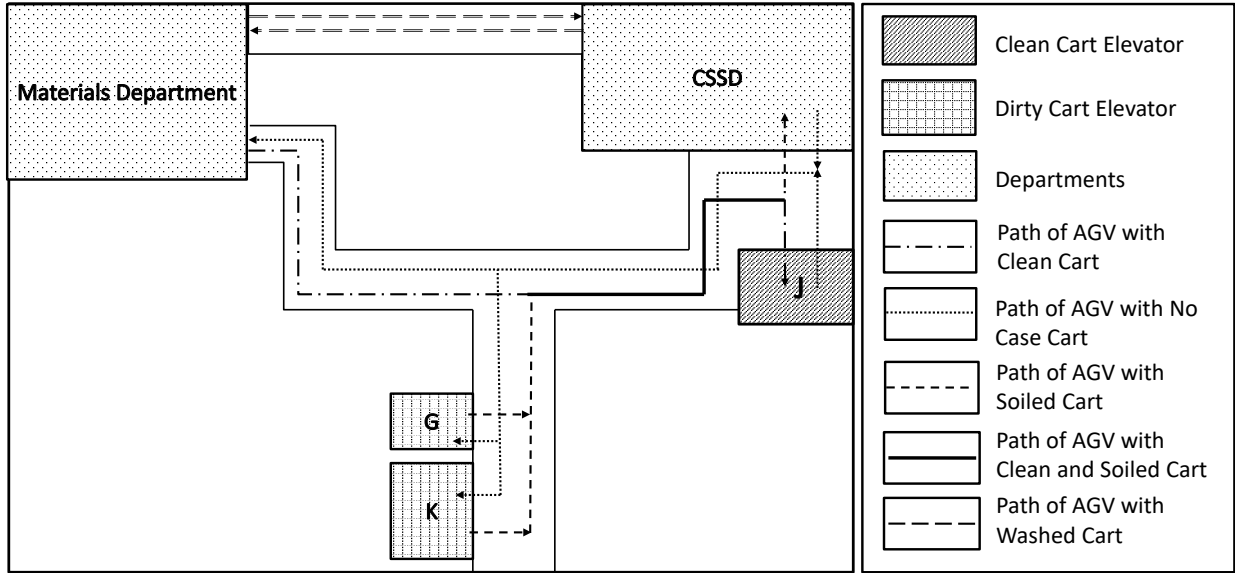 Materials Department
CSSD
J
G
K
Clean Cart Elevator
Dirty Cart Elevator
Departments
Path of AGV with
Clean Cart
Path of AGV with No
Case Cart
Path of AGV with
Soiled Cart
Path of AGV with
Clean and Soiled Cart
Path of AGV with
Washed Cart